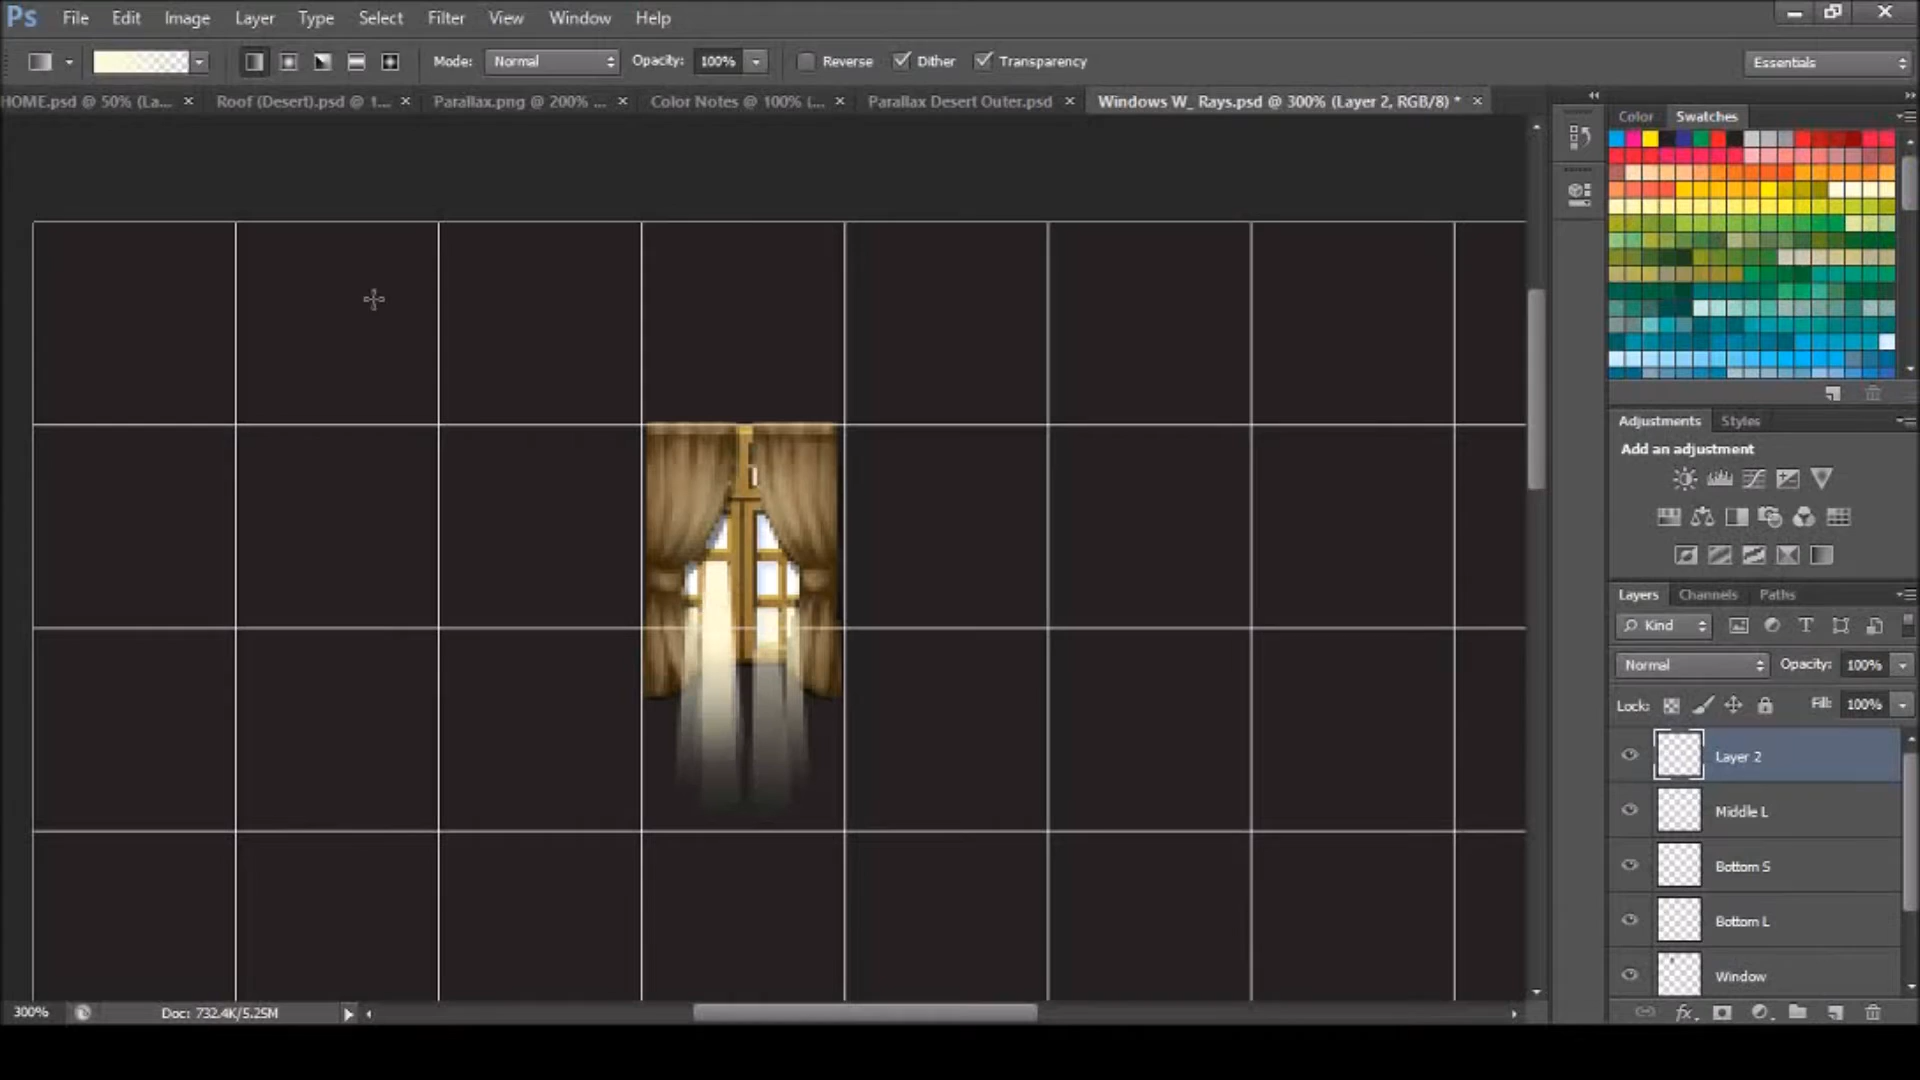 Ps File Edit Image Layer Type Select Filter View Window Help
Mode: Normal Opacity: 100% Reverse Dither Transparency Essentials
HOME.psd @ 50% (La... × Roof (Desert).psd @ 1... × Parallax.png @ 200% ... × Color Notes @ 100% (... × Parallax Desert Outer.psd × Windows W_ Rays.psd @ 300% (Layer 2, RGB/8) * ×
Color Swatches
Adjustments Styles
Add an adjustment
Layers Channels Paths
Kind
Normal Opacity: 100%
Lock: Fill: 100%
Layer 2
Middle L
Bottom S
Bottom L
Window
300% Doc: 732.4K/5.25M
fx